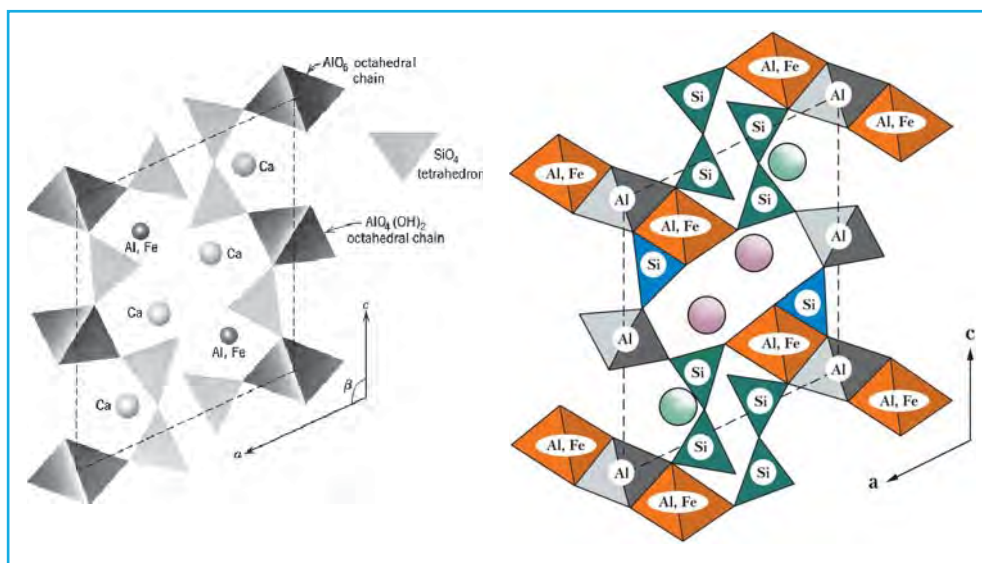 AlO₆ octahedral
chain
Ca
SiO₄
tetrahedron
Al, Fe
Ca
AlO₄(OH)₂
octahedral chain
Ca
Al, Fe
Ca
c
β
a
Al, Fe
Si
Al
Si
Al, Fe
Al, Fe
Si
Si
Al
Al, Fe
Al
Si
Si
Al
Al, Fe
Si
Al
Si
Al, Fe
Al, Fe
Si
Si
Al
Al, Fe
c
a